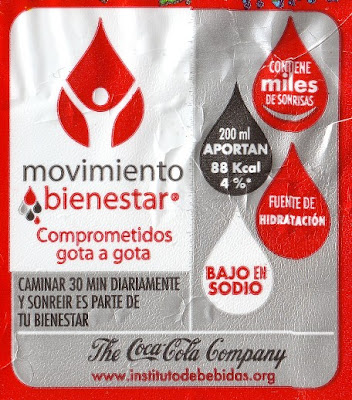 movimiento
bienestar®
Comprometidos
gota a gota
CAMINAR 30 MIN DIARIAMENTE
Y SONREIR ES PARTE DE
TU BIENESTAR
CONTIENE
miles
DE SONRISAS
200 ml
APORTAN
88 Kcal
4 %*
FUENTE DE
HIDRATACIÓN
BAJO EN
SODIO
The Coca-Cola Company
www.institutodebebidas.org